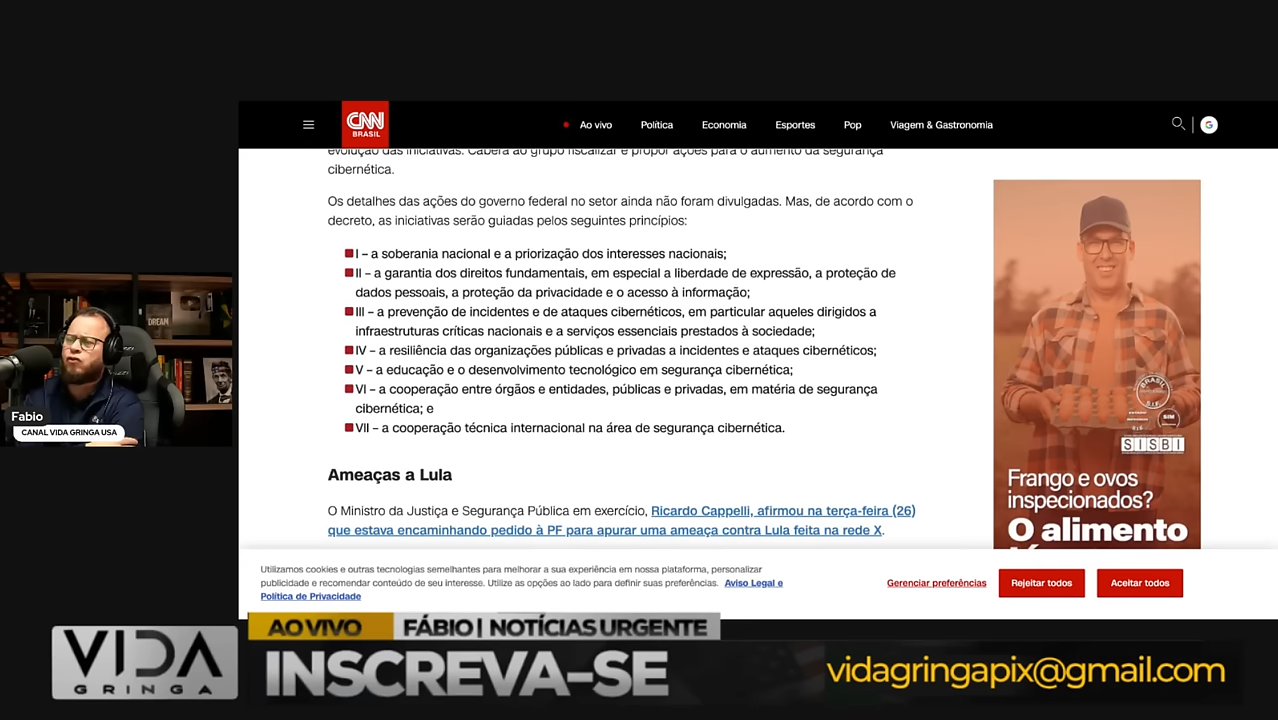 CNN
BRASIL
Ao vivo
Política
Economia
Esportes
Pop
Viagem & Gastronomia
evolução das iniciativas. Caberá ao grupo fiscalizar e propor ações para o aumento da segurança
cibernética.
Os detalhes das ações do governo federal no setor ainda não foram divulgadas. Mas, de acordo com o
decreto, as iniciativas serão guiadas pelos seguintes princípios:
I – a soberania nacional e a priorização dos interesses nacionais;
II – a garantia dos direitos fundamentais, em especial a liberdade de expressão, a proteção de
dados pessoais, a proteção da privacidade e o acesso à informação;
III – a prevenção de incidentes e de ataques cibernéticos, em particular aqueles dirigidos a
infraestruturas críticas nacionais e a serviços essenciais prestados à sociedade;
IV – a resiliência das organizações públicas e privadas a incidentes e ataques cibernéticos;
V – a educação e o desenvolvimento tecnológico em segurança cibernética;
VI – a cooperação entre órgãos e entidades, públicas e privadas, em matéria de segurança
cibernética; e
VII – a cooperação técnica internacional na área de segurança cibernética.
Ameaças a Lula
O Ministro da Justiça e Segurança Pública em exercício, Ricardo Cappelli, afirmou na terça-feira (26)
que estava encaminhando pedido à PF para apurar uma ameaça contra Lula feita na rede X.
BRASIL
S.I.F.
SIM
SISBI
Frango e ovos
inspecionados?
O alimento
DREAM
Fabio
CANAL VIDA GRINGA USA
Utilizamos cookies e outras tecnologias semelhantes para melhorar a sua experiência em nossa plataforma, personalizar
publicidade e recomendar conteúdo de seu interesse. Utilize as opções ao lado para definir suas preferências. Aviso Legal e
Política de Privacidade
Gerenciar preferências
Rejeitar todos
Aceitar todos
VIDA
GRINGA
AO VIVO
FÁBIO | NOTÍCIAS URGENTE
INSCREVA-SE
vidagringapix@gmail.com